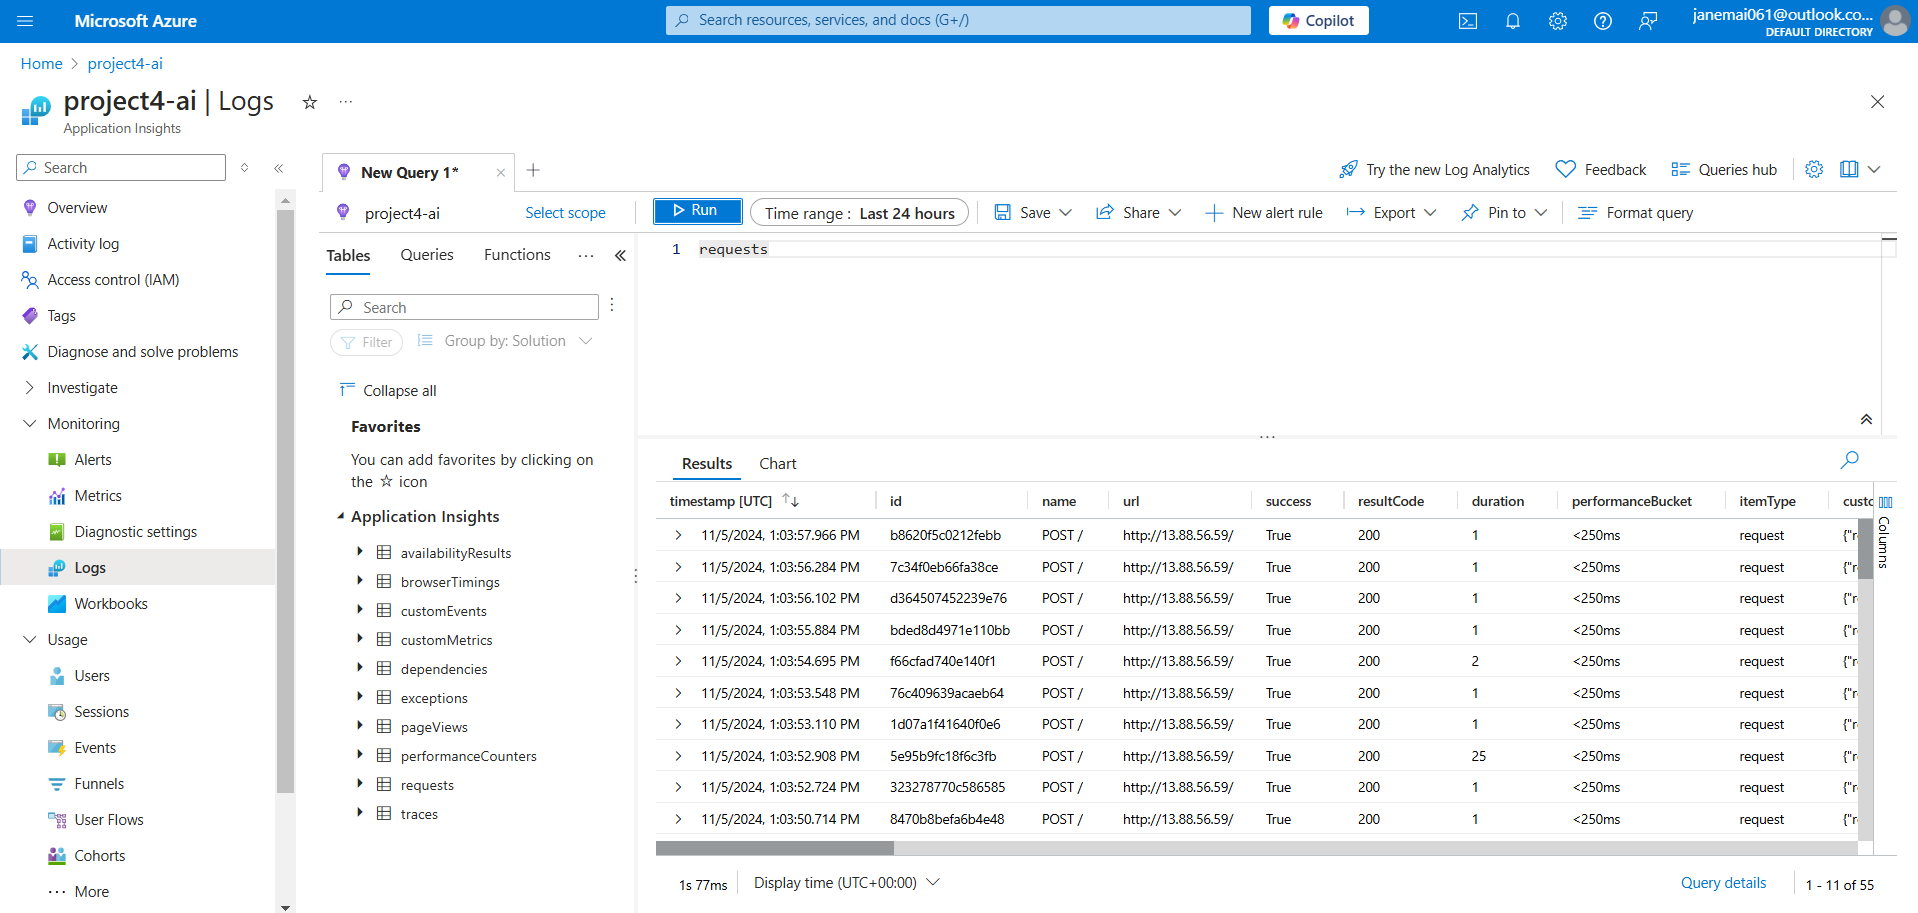 Microsoft Azure
Search resources, services, and docs (G+/)
Copilot
janemai061@outlook.co...
DEFAULT DIRECTORY
Home > project4-ai
project4-ai | Logs
Application Insights
Search
Overview
Activity log
Access control (IAM)
Tags
Diagnose and solve problems
Investigate
Monitoring
Alerts
Metrics
Diagnostic settings
Logs
Workbooks
Usage
Users
Sessions
Events
Funnels
User Flows
Cohorts
More
New Query 1*
Try the new Log Analytics
Feedback
Queries hub
project4-ai
Select scope
Run
Time range : Last 24 hours
Save
Share
New alert rule
Export
Pin to
Format query
Tables Queries Functions
Search
Filter
Group by: Solution
Collapse all
Favorites
You can add favorites by clicking on
the ☆ icon
Application Insights
availabilityResults
browserTimings
customEvents
customMetrics
dependencies
exceptions
pageViews
performanceCounters
requests
traces
1 requests
Results Chart
timestamp [UTC] id name url success resultCode duration performanceBucket itemType custo
11/5/2024, 1:03:57.966 PM b8620f5c0212febb POST / http://13.88.56.59/ True 200 1 <250ms request {"r
11/5/2024, 1:03:56.284 PM 7c34f0eb66fa38ce POST / http://13.88.56.59/ True 200 1 <250ms request {"r
11/5/2024, 1:03:56.102 PM d364507452239e76 POST / http://13.88.56.59/ True 200 1 <250ms request {"r
11/5/2024, 1:03:55.884 PM bded8d4971e110bb POST / http://13.88.56.59/ True 200 1 <250ms request {"r
11/5/2024, 1:03:54.695 PM f66cfad740e140f1 POST / http://13.88.56.59/ True 200 2 <250ms request {"r
11/5/2024, 1:03:53.548 PM 76c409639acaeb64 POST / http://13.88.56.59/ True 200 1 <250ms request {"r
11/5/2024, 1:03:53.110 PM 1d07a1f41640f0e6 POST / http://13.88.56.59/ True 200 1 <250ms request {"r
11/5/2024, 1:03:52.908 PM 5e95b9fc18f6c3fb POST / http://13.88.56.59/ True 200 25 <250ms request {"r
11/5/2024, 1:03:52.724 PM 323278770c586585 POST / http://13.88.56.59/ True 200 1 <250ms request {"r
11/5/2024, 1:03:50.714 PM 8470b8befa6b4e48 POST / http://13.88.56.59/ True 200 1 <250ms request {"r
Columns
1s 77ms
Display time (UTC+00:00)
Query details
1 - 11 of 55